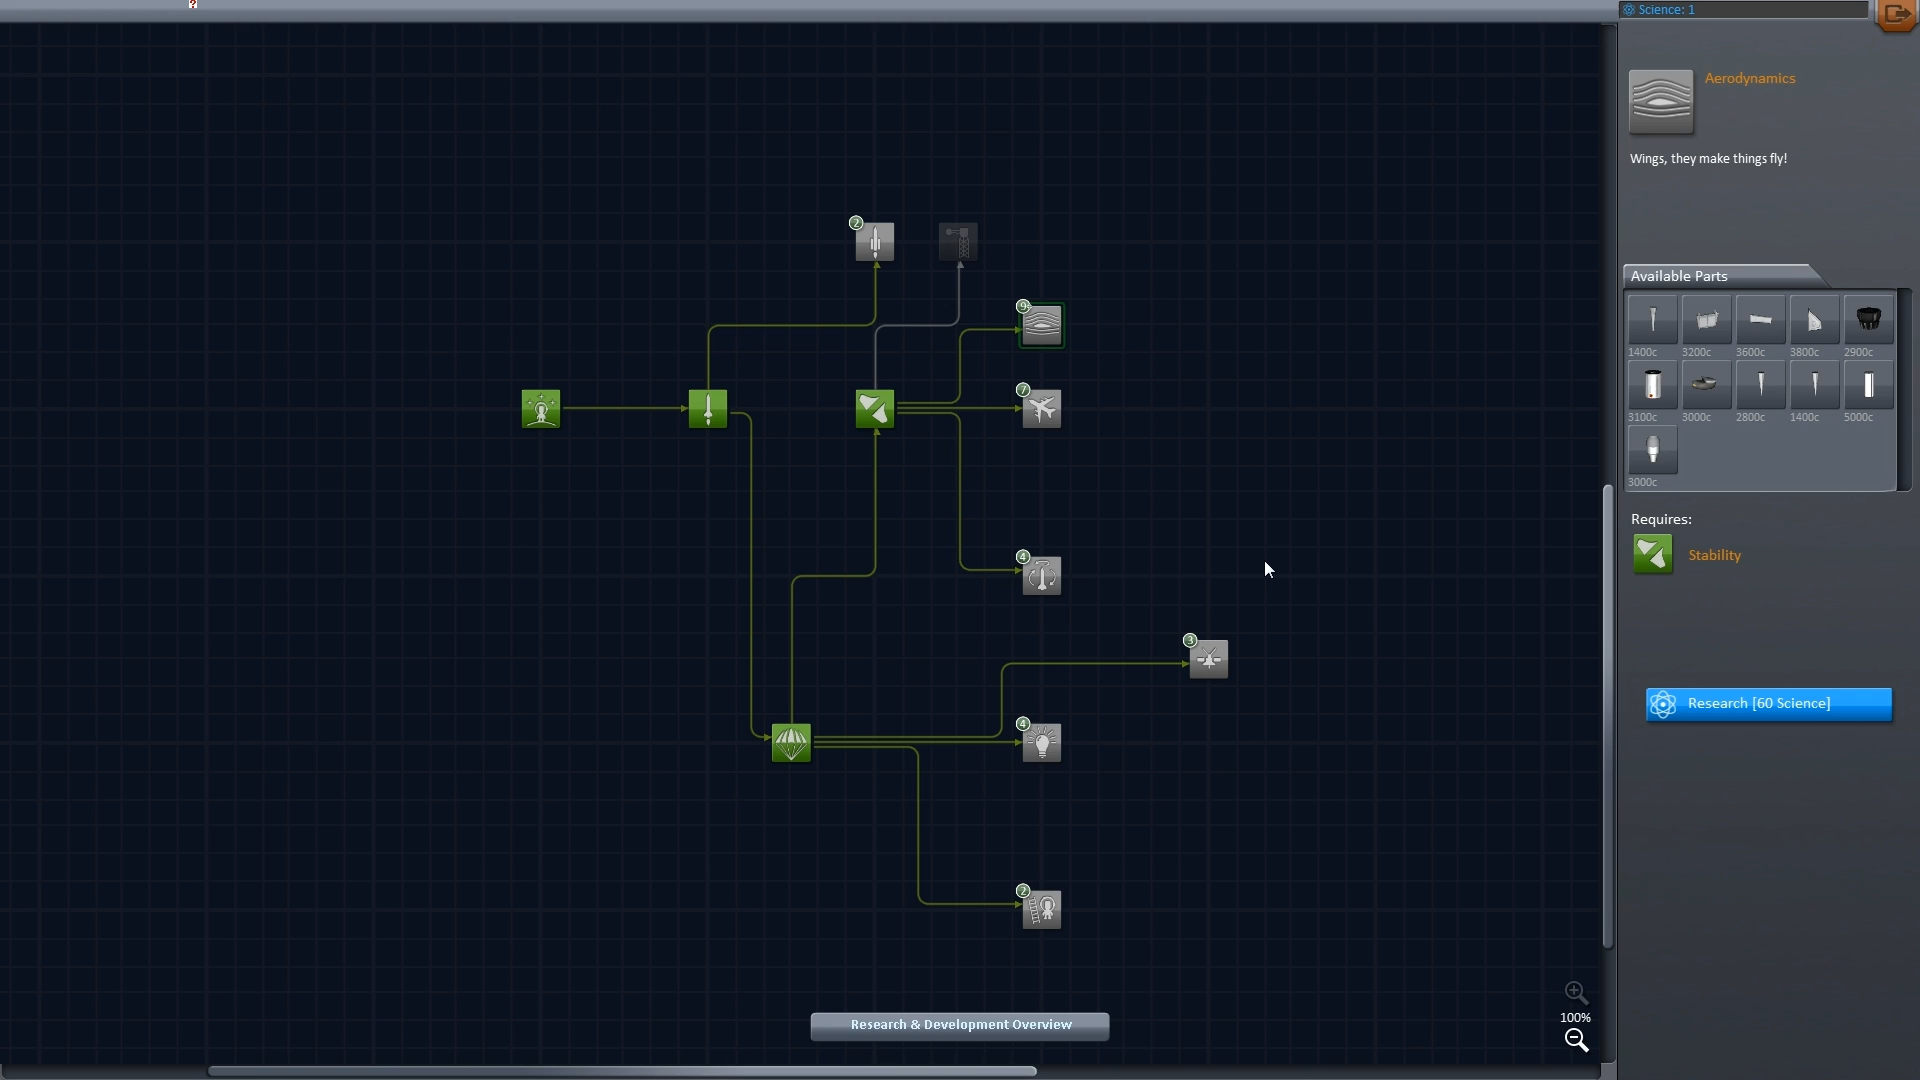 ?
Science: 1
Aerodynamics
Wings, they make things fly!
2
9+
7
4
3
4
2
Available Parts
1400c 3200c 3600c 3800c 2900c
3100c 3000c 2800c 1400c 5000c
3000c
Requires:
Stability
Research [60 Science]
100%
Research & Development Overview